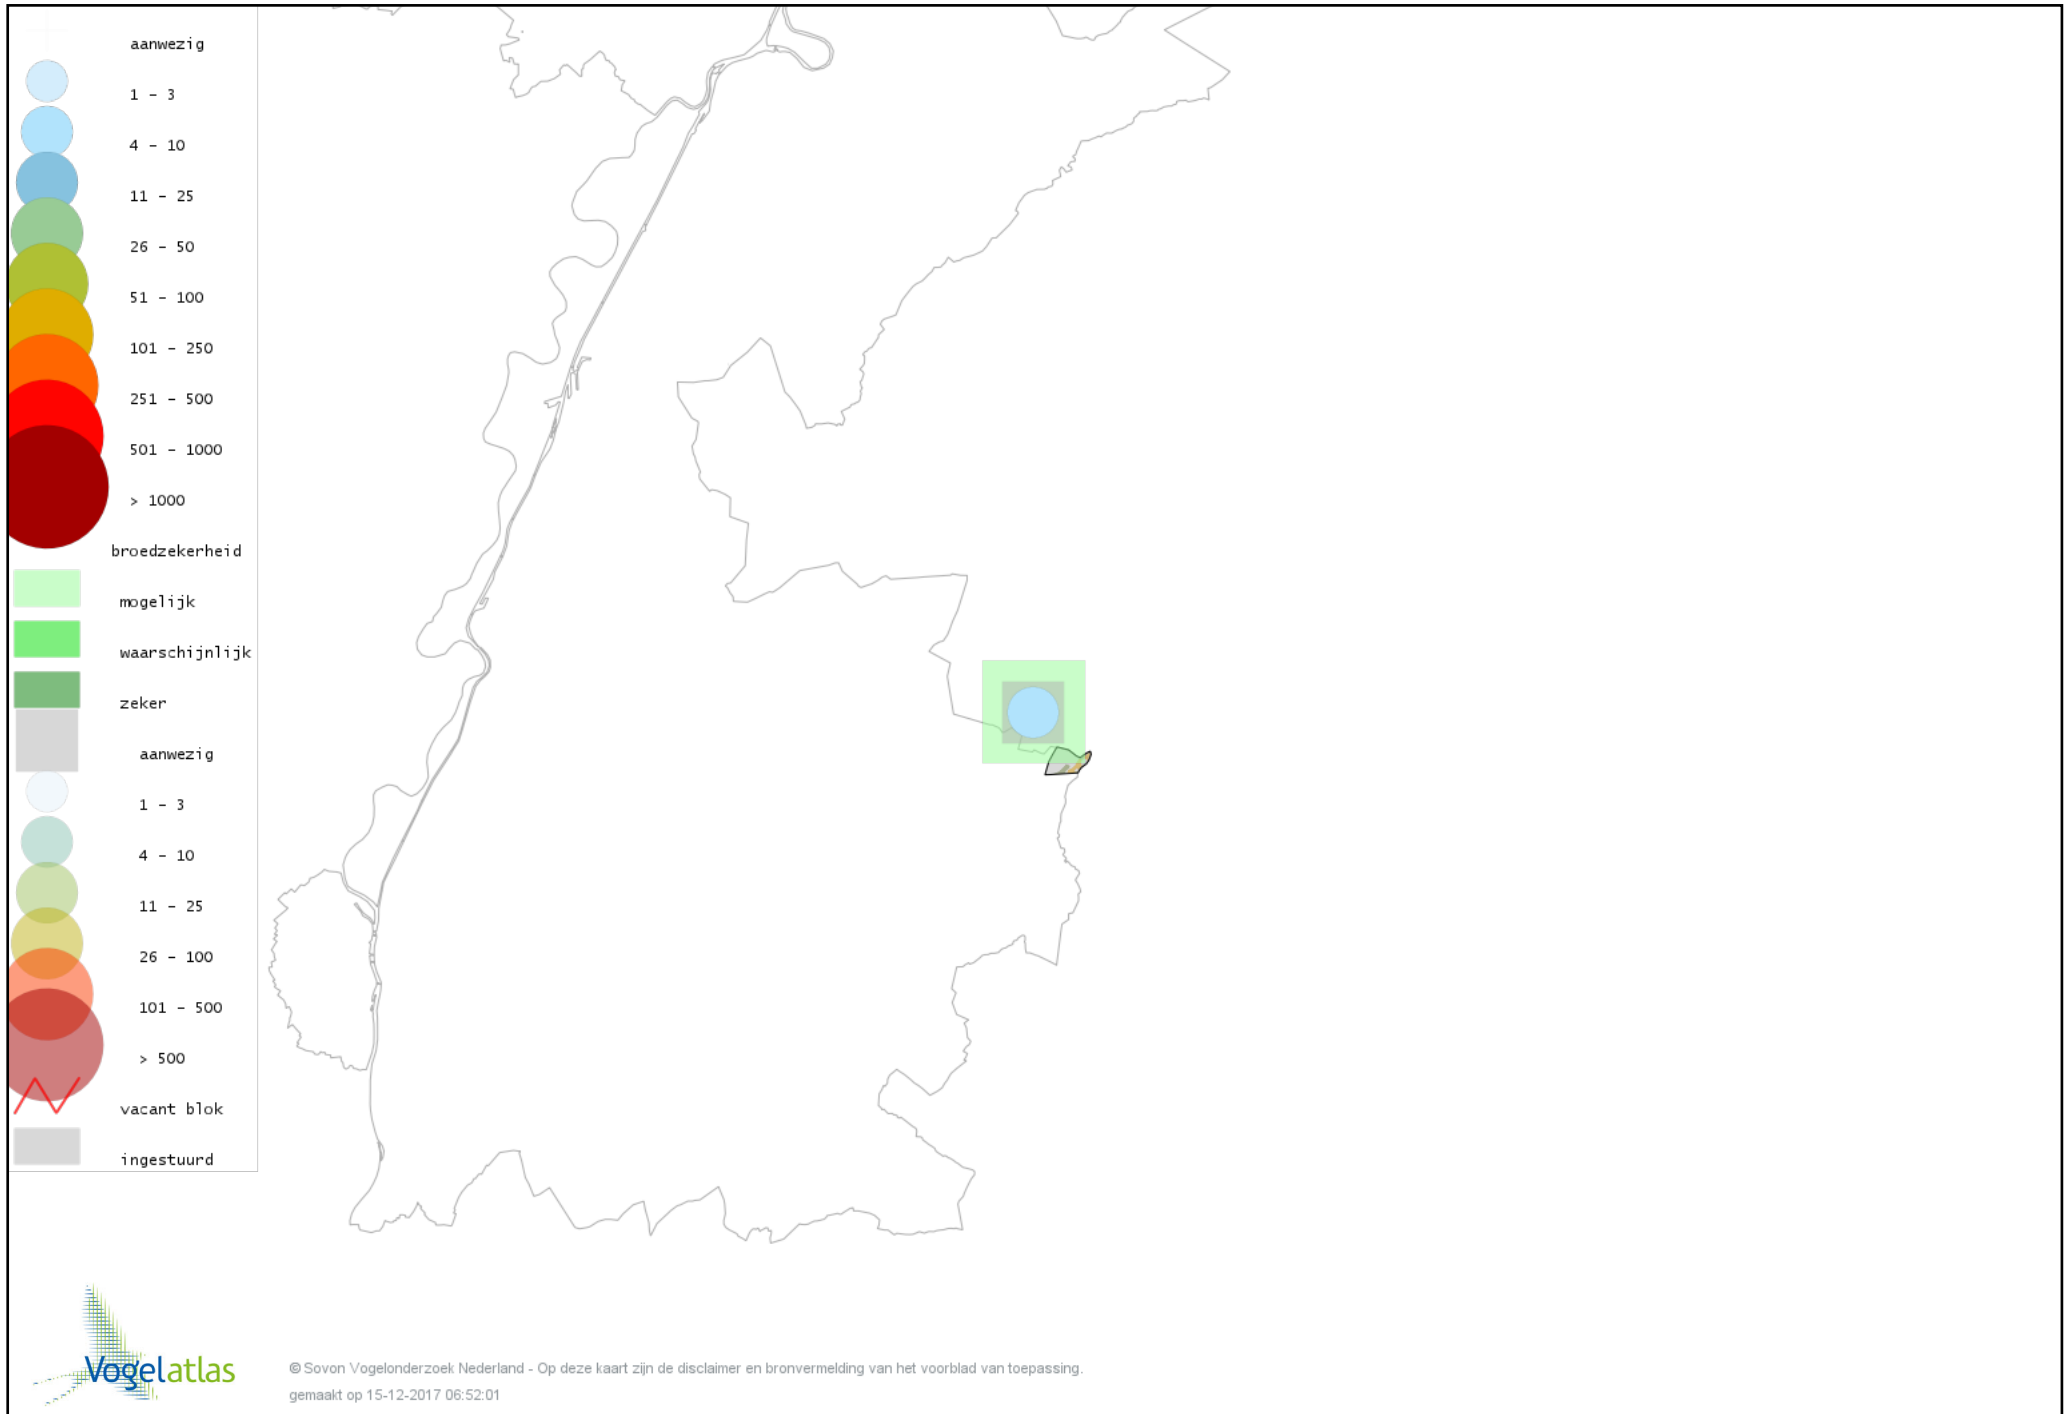 aanwezig
1 - 3
4 - 10
11 - 25
26 - 50
51 - 100
101 - 250
251 - 500
501 - 1000
> 1000
broedzekerheid
mogelijk
waarschijnlijk
zeker
aanwezig
1 - 3
4 - 10
11 - 25
26 - 100
101 - 500
> 500
vacant blok
ingestuurd
Vogelatlas
© Sovon Vogelonderzoek Nederland - Op deze kaart zijn de disclaimer en bronvermelding van het voorblad van toepassing.
gemaakt op 15-12-2017 06:52:01